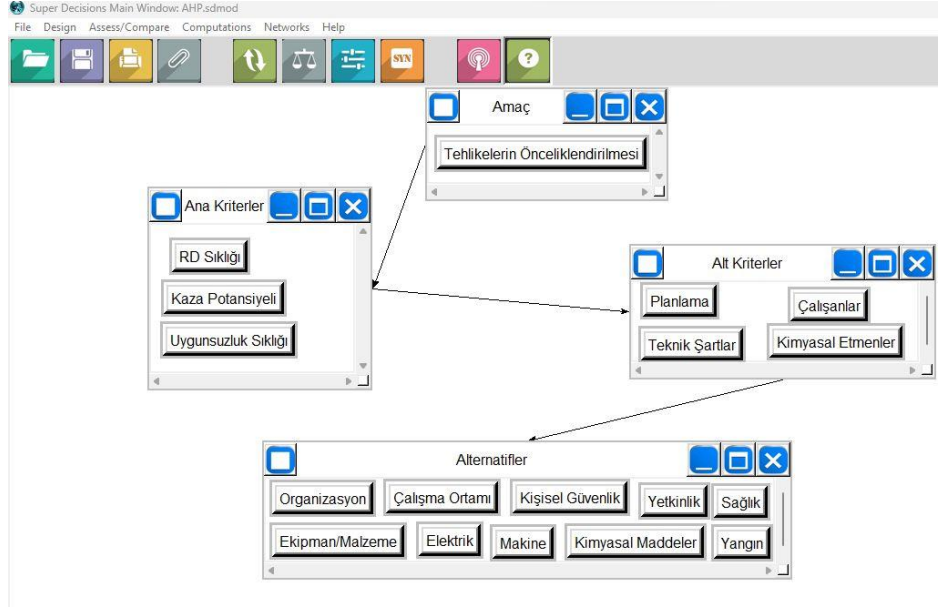 Super Decisions Main Window: AHP.sdmod
File Design Assess/Compare Computations Networks Help
SYN
?
Amaç
Tehlikelerin Önceliklendirilmesi
Ana Kriterler
RD Sıklığı
Kaza Potansiyeli
Uygunsuzluk Sıklığı
Alt Kriterler
Planlama Çalışanlar
Teknik Şartlar Kimyasal Etmenler
Alternatifler
Organizasyon Çalışma Ortamı Kişisel Güvenlik Yetkinlik Sağlık
Ekipman/Malzeme Elektrik Makine Kimyasal Maddeler Yangın